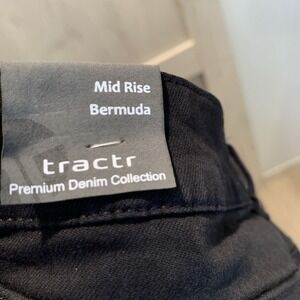 Mid Rise
Bermuda
tractr
Premium Denim Collection